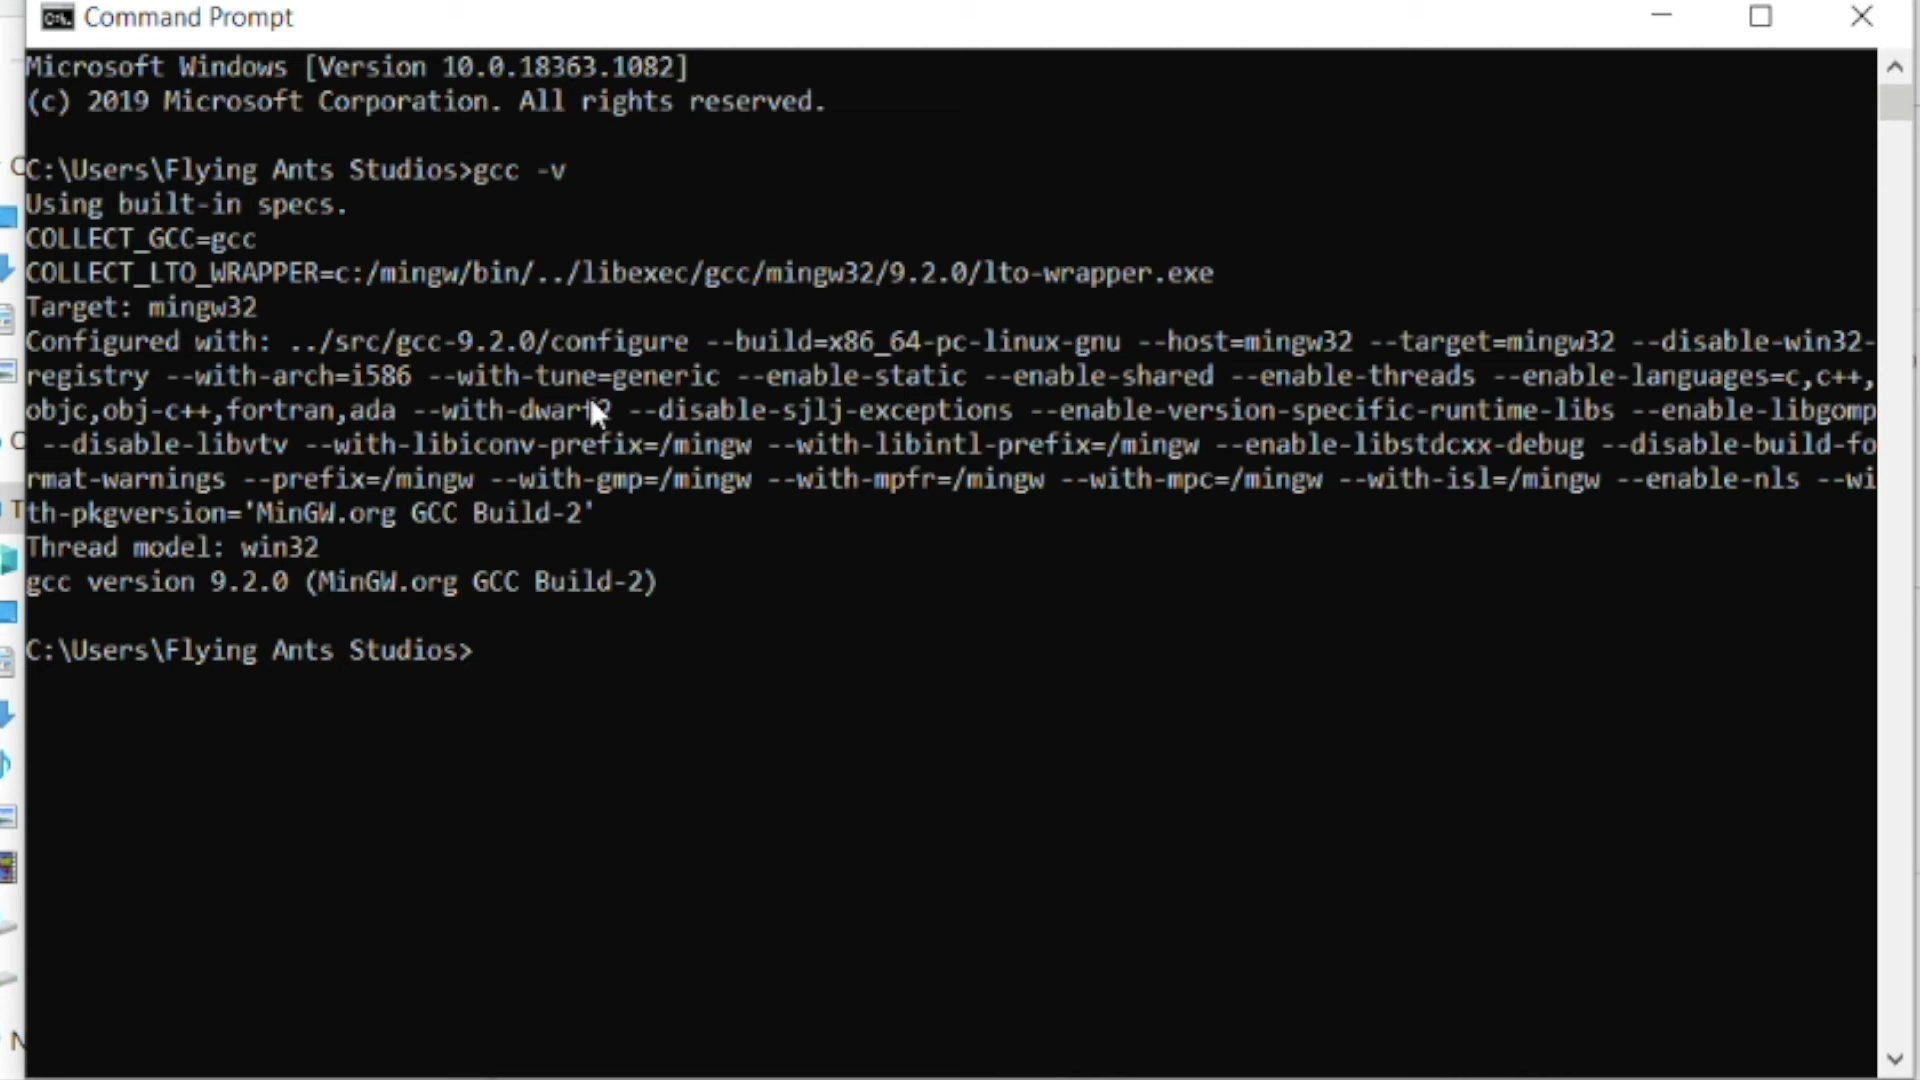 Command Prompt
Microsoft Windows [Version 10.0.18363.1082]
(c) 2019 Microsoft Corporation. All rights reserved.
C:\Users\Flying Ants Studios>gcc -v
Using built-in specs.
COLLECT_GCC=gcc
COLLECT_LTO_WRAPPER=c:/mingw/bin/../libexec/gcc/mingw32/9.2.0/lto-wrapper.exe
Target: mingw32
Configured with: ../src/gcc-9.2.0/configure --build=x86_64-pc-linux-gnu --host=mingw32 --target=mingw32 --disable-win32-
registry --with-arch=i586 --with-tune=generic --enable-static --enable-shared --enable-threads --enable-languages=c,c++,
objc,obj-c++,fortran,ada --with-dwarf2 --disable-sjlj-exceptions --enable-version-specific-runtime-libs --enable-libgomp
--disable-libvtv --with-libiconv-prefix=/mingw --with-libintl-prefix=/mingw --enable-libstdcxx-debug --disable-build-fo
rmat-warnings --prefix=/mingw --with-gmp=/mingw --with-mpfr=/mingw --with-mpc=/mingw --with-isl=/mingw --enable-nls --wi
th-pkgversion='MinGW.org GCC Build-2'
Thread model: win32
gcc version 9.2.0 (MinGW.org GCC Build-2)
C:\Users\Flying Ants Studios>